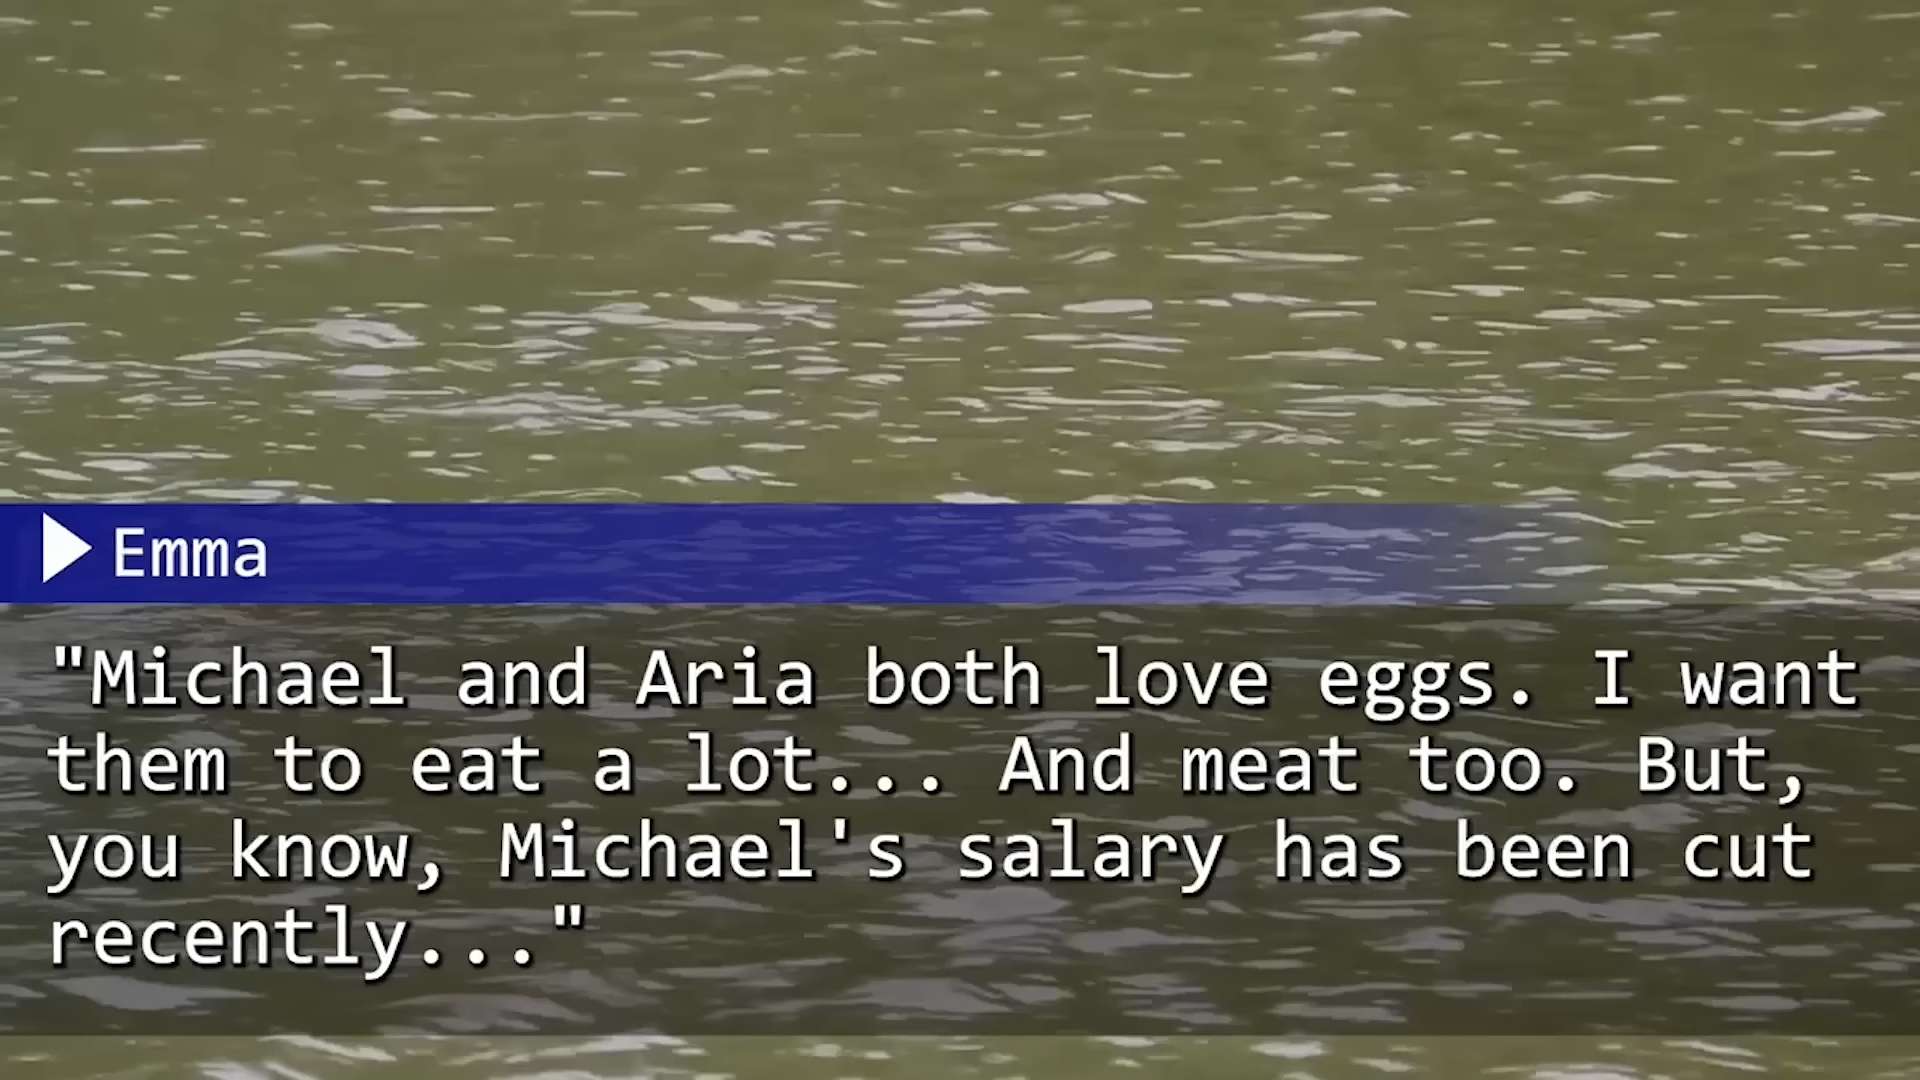 Emma
"Michael and Aria both love eggs. I want
them to eat a lot... And meat too. But,
you know, Michael's salary has been cut
recently..."